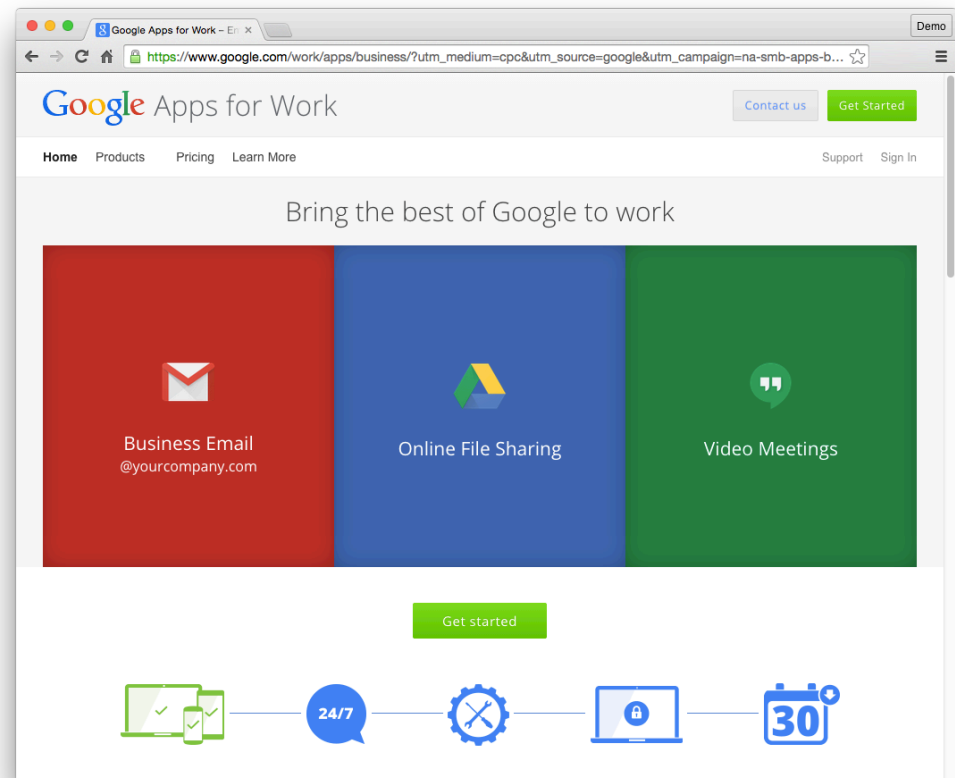 Google Apps for Work – En
Demo
https://www.google.com/work/apps/business/?utm_medium=cpc&utm_source=google&utm_campaign=na-smb-apps-b...
Google Apps for Work
Contact us
Get Started
Home Products Pricing Learn More
Support Sign In
Bring the best of Google to work
Business Email
@yourcompany.com
Online File Sharing
Video Meetings
Get started
24/7
30